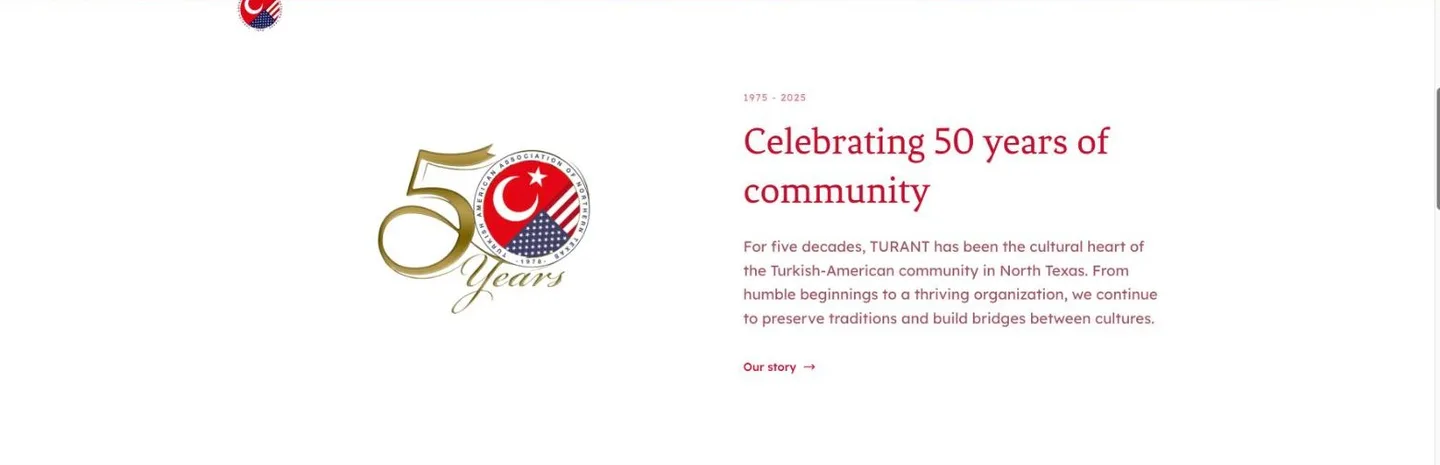 1975 - 2025
Celebrating 50 years of
community
50
TURKISH AMERICAN ASSOCIATION OF NORTHERN TEXAS
-1978-
Years
For five decades, TURANT has been the cultural heart of
the Turkish-American community in North Texas. From
humble beginnings to a thriving organization, we continue
to preserve traditions and build bridges between cultures.
Our story →